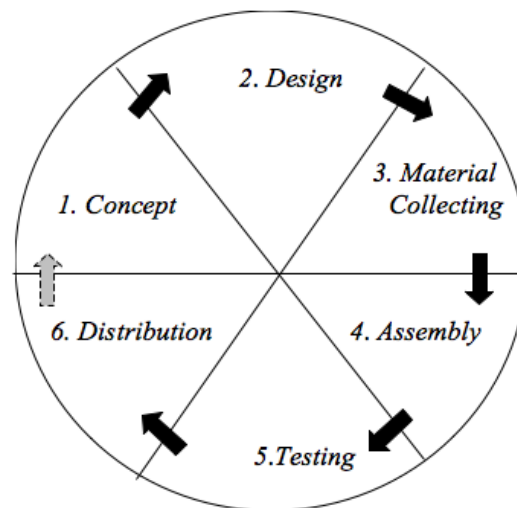 1. Concept
2. Design
3. Material
Collecting
4. Assembly
5.Testing
6. Distribution